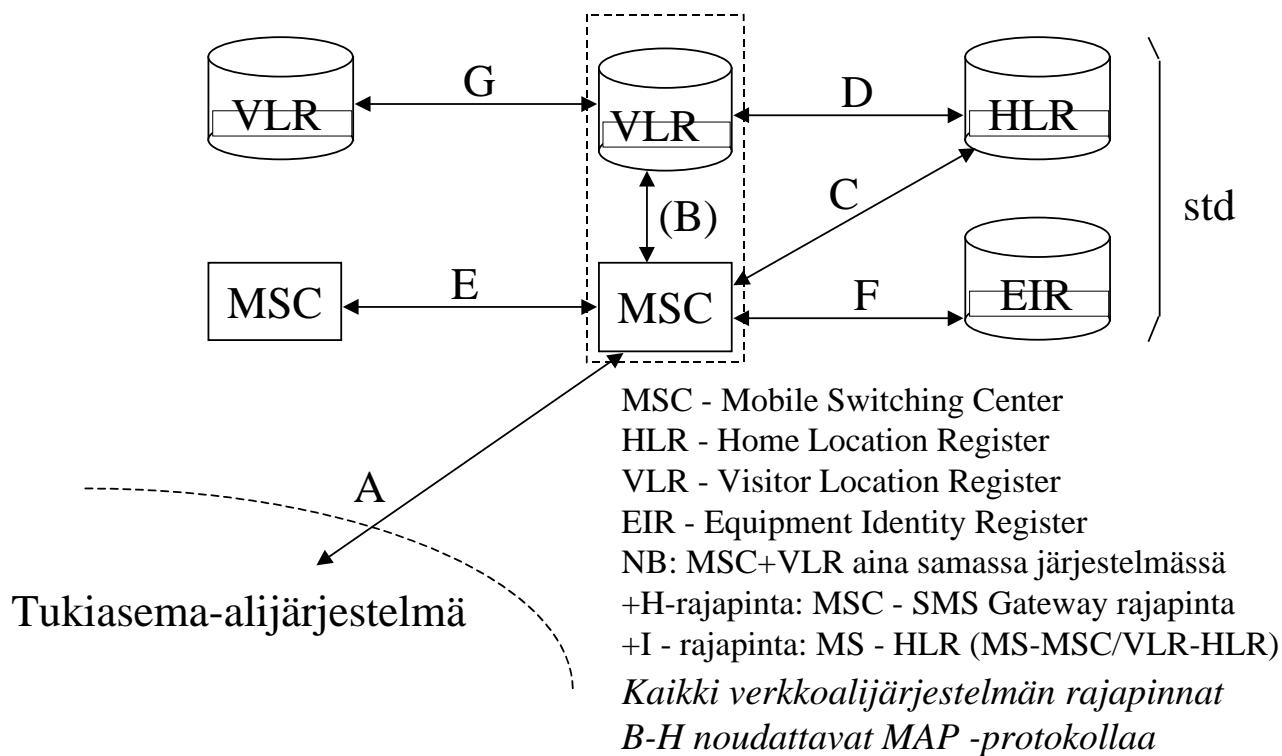 G
D
VLR
VLR
HLR
(B)
C
std
MSC
E
MSC
F
EIR
A
MSC - Mobile Switching Center
HLR - Home Location Register
VLR - Visitor Location Register
EIR - Equipment Identity Register
NB: MSC+VLR aina samassa järjestelmässä
+H-rajapinta: MSC - SMS Gateway rajapinta
+I - rajapinta: MS - HLR (MS-MSC/VLR-HLR)
Kaikki verkkoalijärjestelmän rajapinnat
B-H noudattavat MAP -protokollaa
Tukiasema-alijärjestelmä